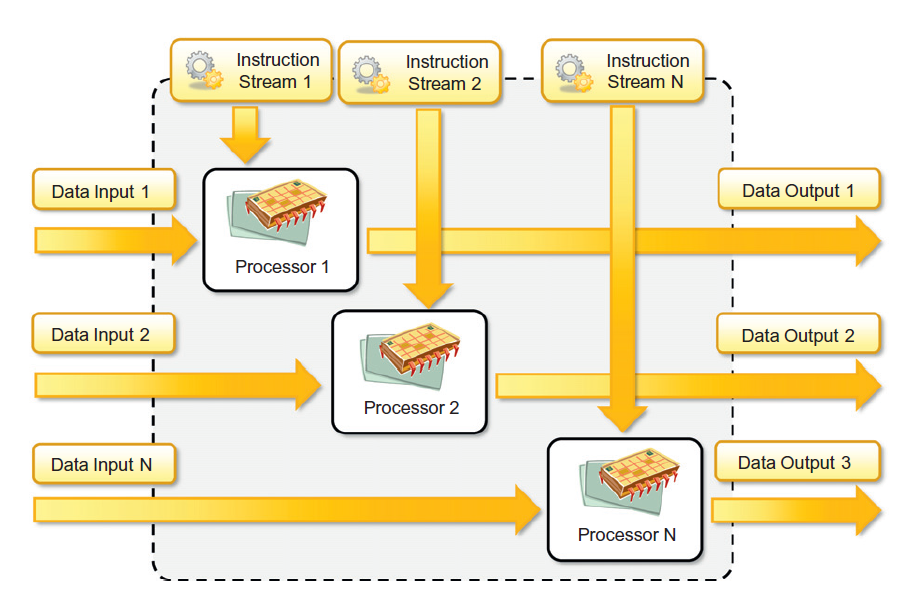 Instruction
Stream 1
Instruction
Stream 2
Instruction
Stream N
Data Input 1
Data Output 1
Processor 1
Data Input 2
Data Output 2
Processor 2
Data Input N
Data Output 3
Processor N